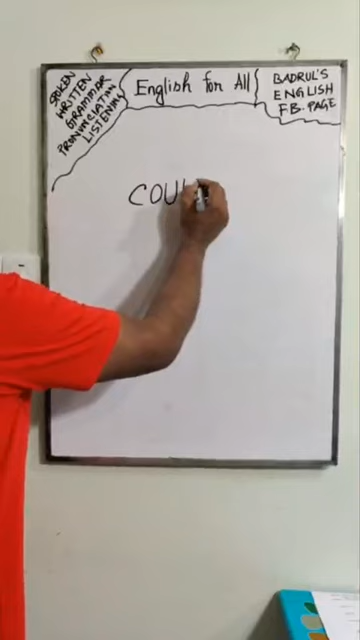 SPOKEN
WRITTEN
GRAMMAR
PRONUNCIATION
LISTENING
English for All
BADRUL'S
ENGLISH
FB. PAGE
COU